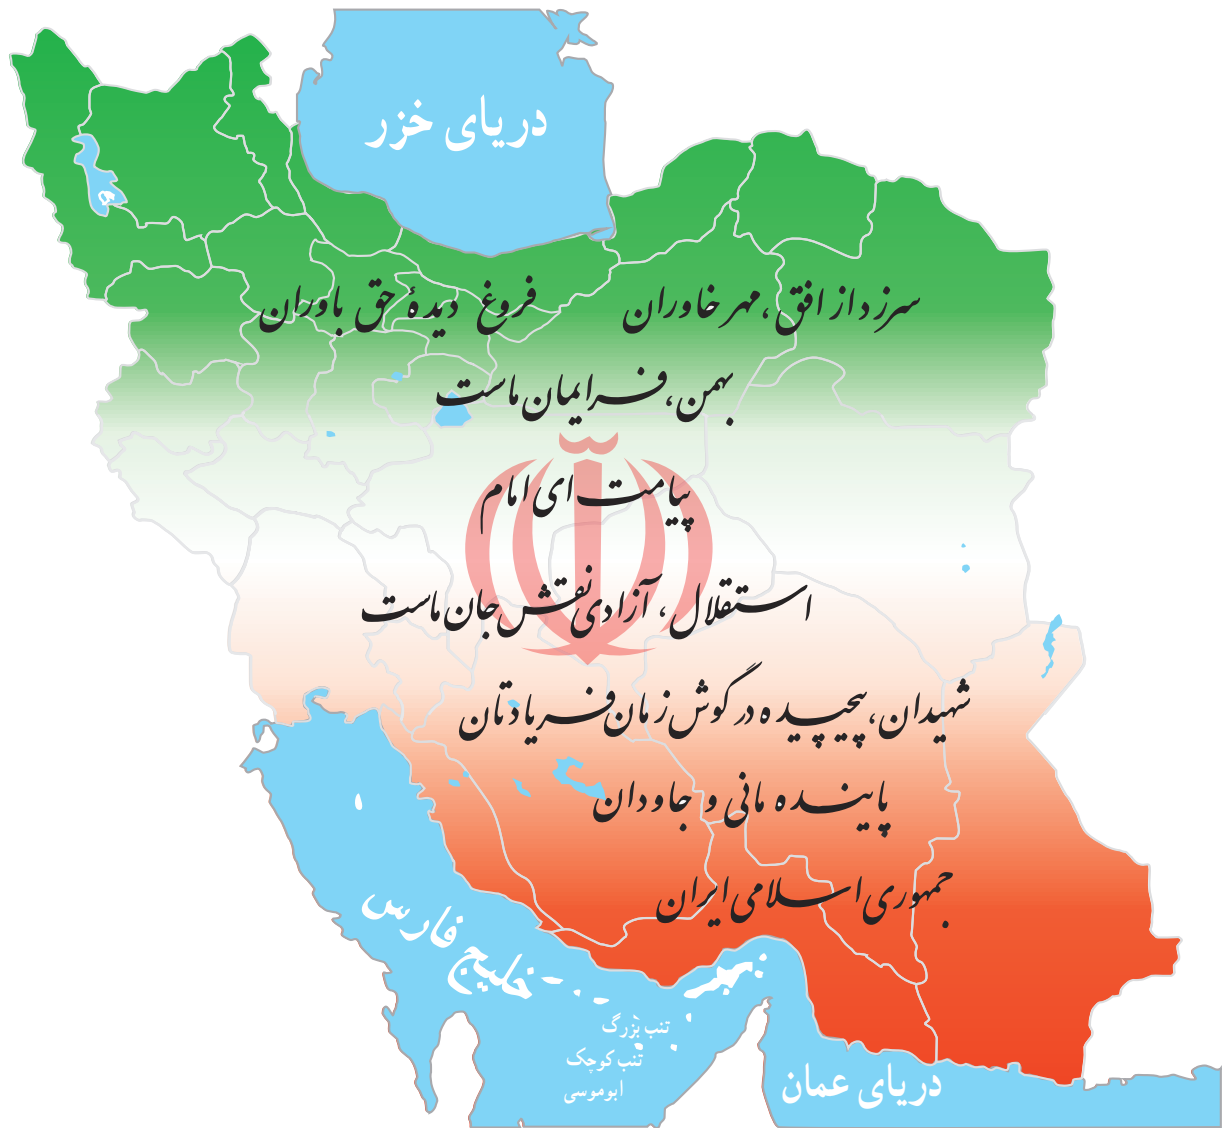 دریای خزر
سرزد از افق، مهر خاوران فروغ دیدهٔ حق باوران
بهمن، فر ایمان ماست
پیامت ای امام
استقلال، آزادی نقش جان ماست
شهیدان، پیچیده در گوش زمان فریادتان
پاینده مانی و جاودان
جمهوری اسلامی ایران
خلیج فارس
تنب بزرگ
تنب کوچک
ابوموسی
دریای عمان